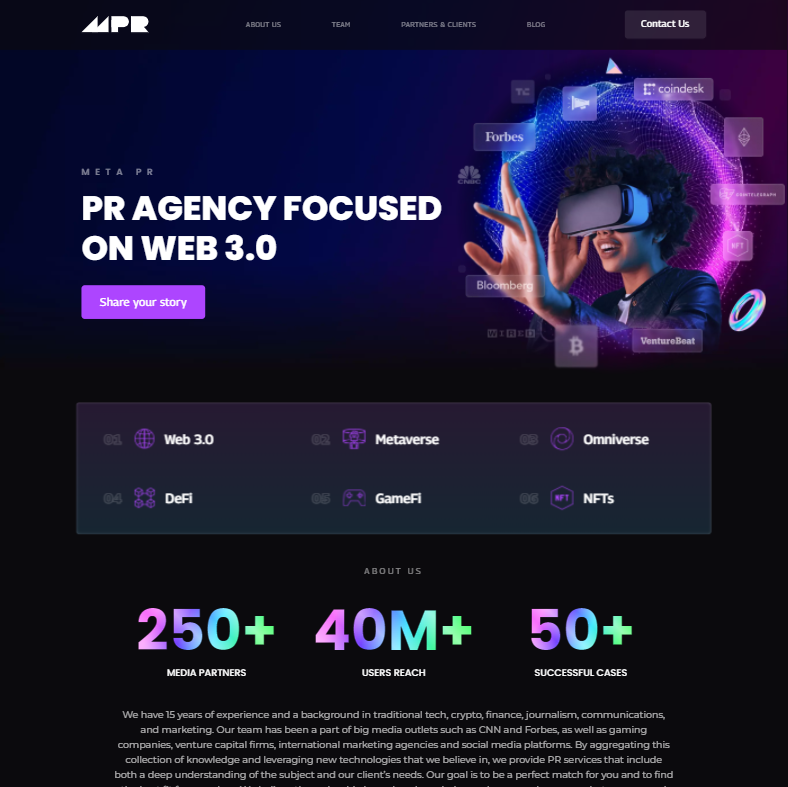 MPR
ABOUT US
TEAM
PARTNERS & CLIENTS
BLOG
Contact Us
TC
coindesk
Forbes
CNBC
COINTELEGRAPH
NFT
Bloomberg
WIRED
VentureBeat
META PR
PR AGENCY FOCUSED
ON WEB 3.0
Share your story
01 Web 3.0
02 Metaverse
03 Omniverse
04 DeFi
05 GameFi
06 NFT NFTs
ABOUT US
250+
40M+
50+
MEDIA PARTNERS
USERS REACH
SUCCESSFUL CASES
We have 15 years of experience and a background in traditional tech, crypto, finance, journalism, communications,
and marketing. Our team has been a part of big media outlets such as CNN and Forbes, as well as gaming
companies, venture capital firms, international marketing agencies and social media platforms. By aggregating this
collection of knowledge and leveraging new technologies that we believe in, we provide PR services that include
both a deep understanding of the subject and our client's needs. Our goal is to be a perfect match for you and to find